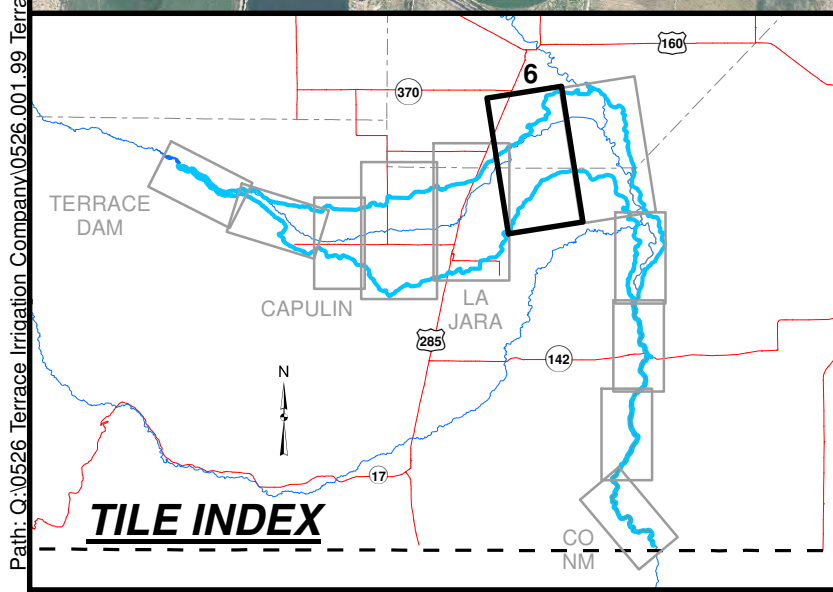 160
6
370
TERRACE
DAM
CAPULIN
LA
JARA
285
142
N
17
TILE INDEX
CO
NM
Path: Q:\0526 Terrace Irrigation Company\0526.001.99 Terra